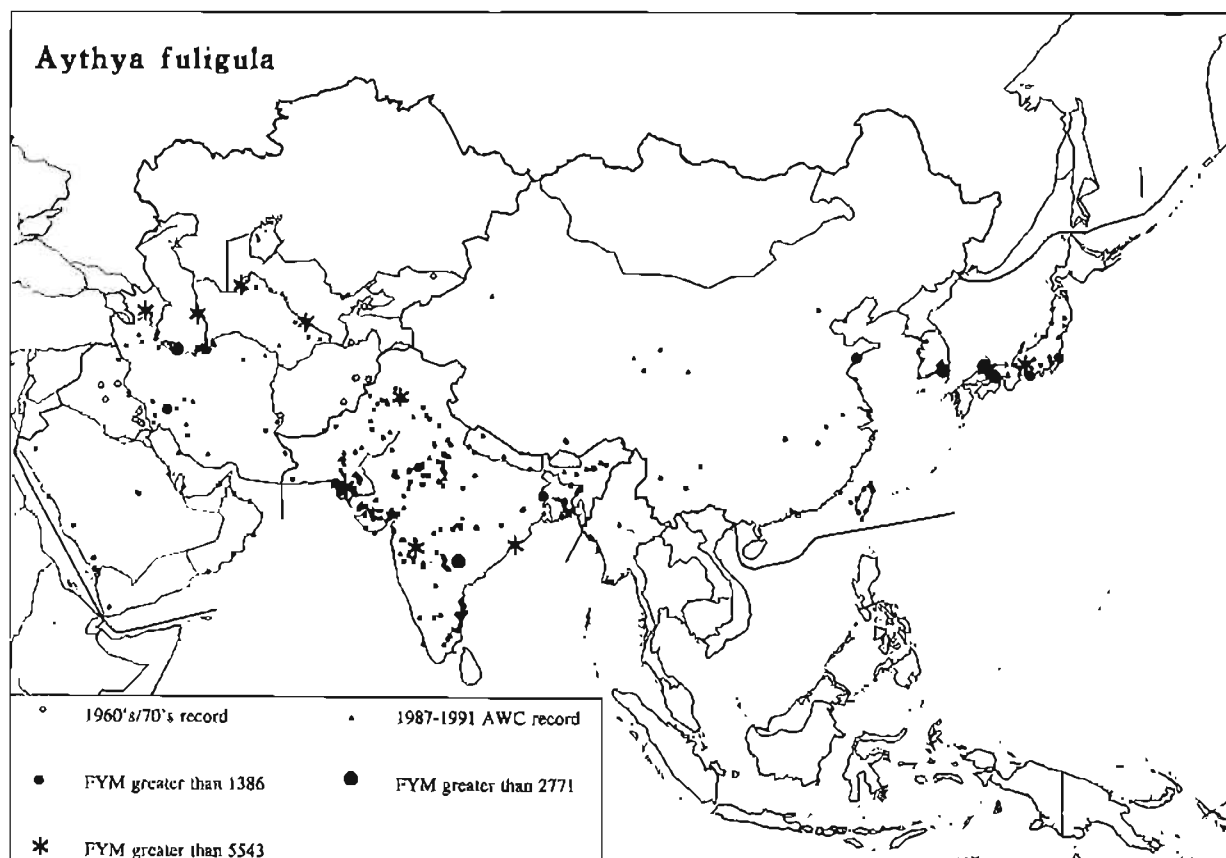 Aythya fuligula
1960's/70's record
1987-1991 AWC record
FYM greater than 1386
FYM greater than 2771
FYM greater than 5543